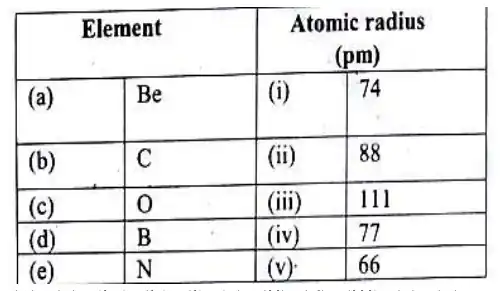 Element Atomic radius
(pm)
(a) Be (i) 74
(b) C (ii) 88
(c) O (iii) 111
(d) B (iv) 77
(e) N (v) 66